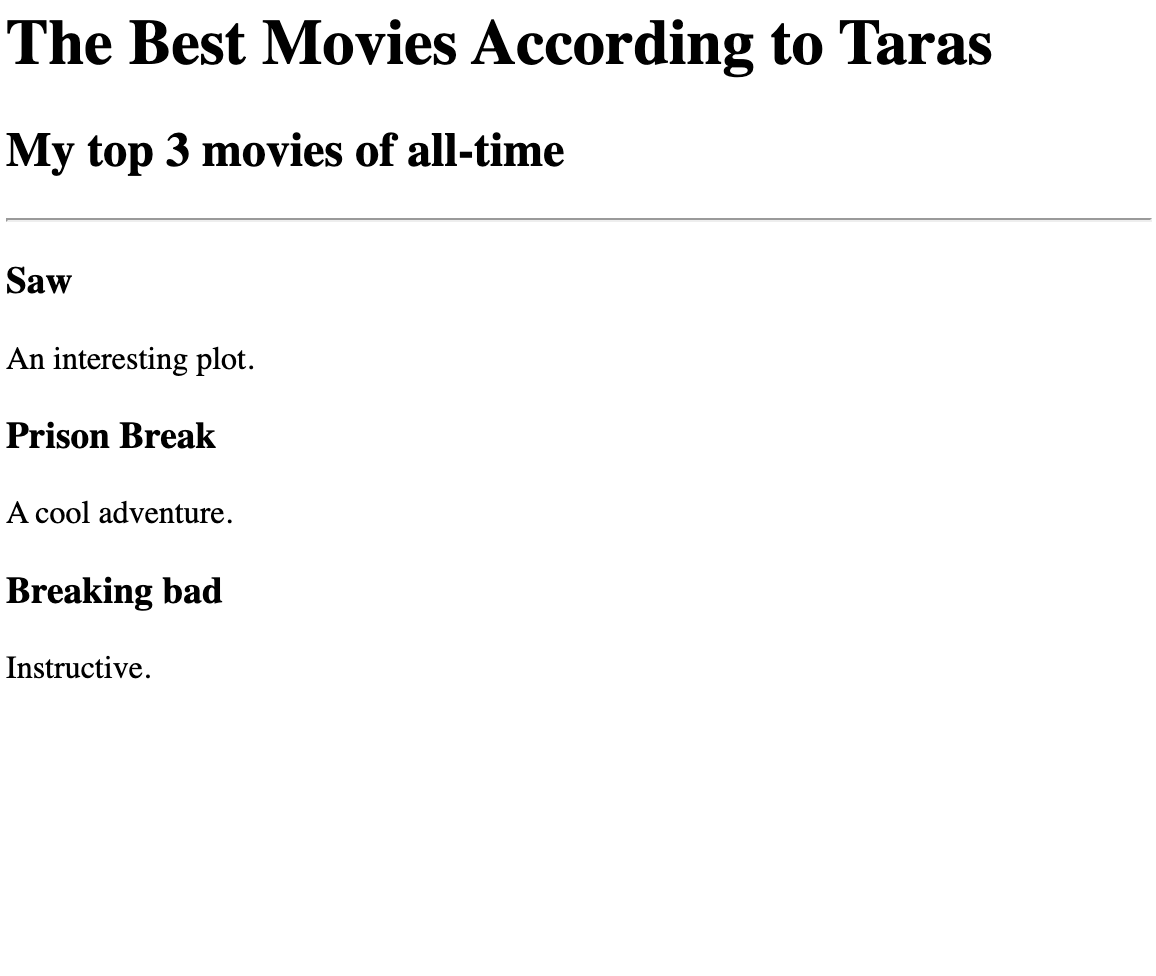 The Best Movies According to Taras
My top 3 movies of all-time
Saw
An interesting plot.
Prison Break
A cool adventure.
Breaking bad
Instructive.